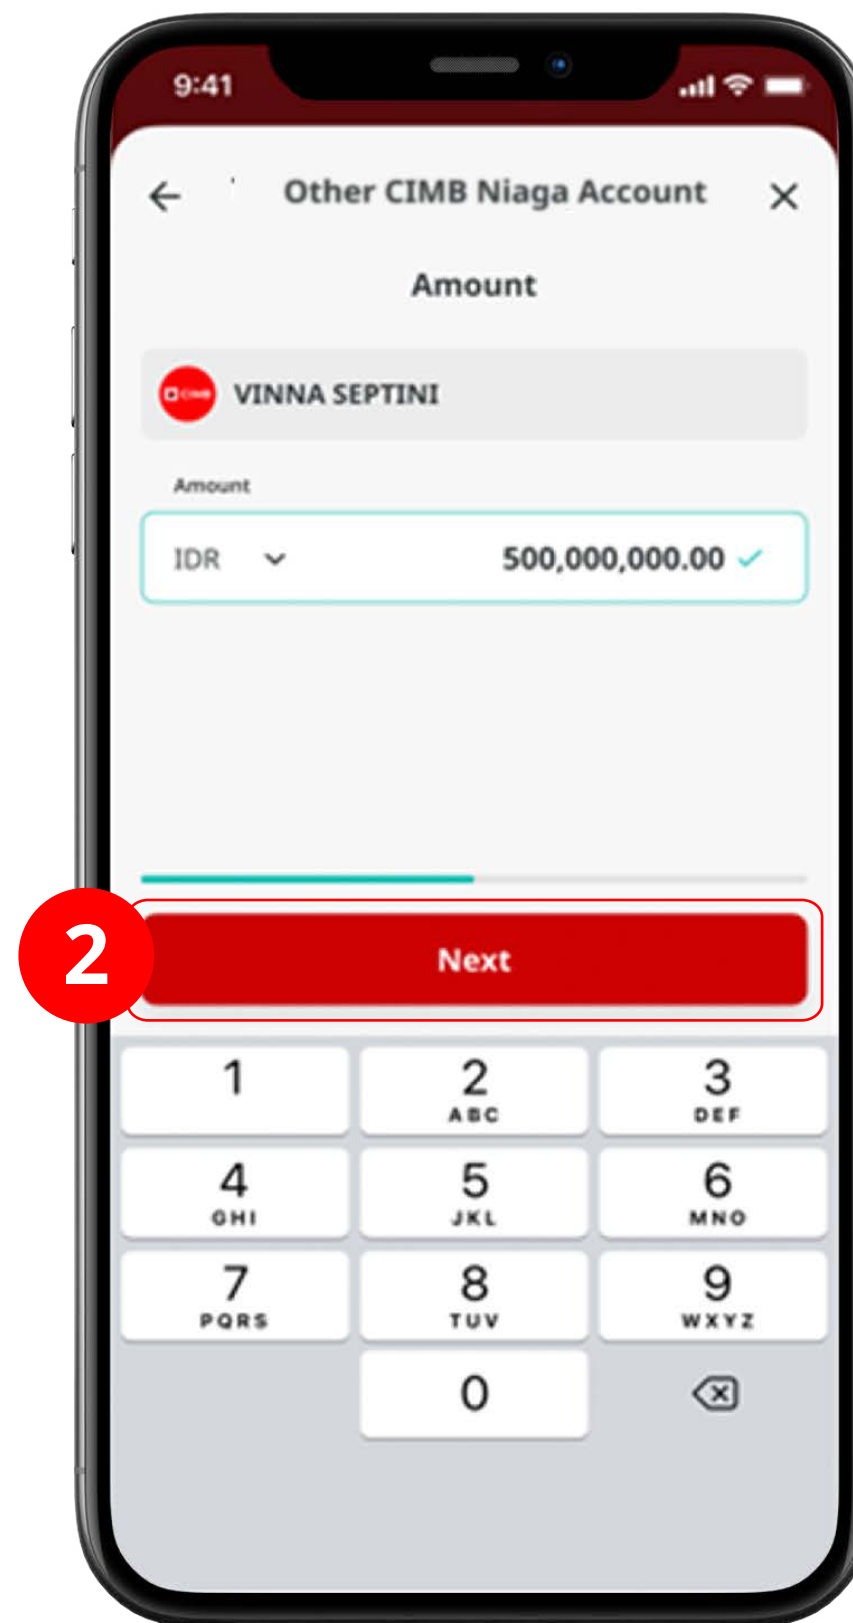 9:41
Other CIMB Niaga Account
Amount
CIMB
VINNA SEPTINI
Amount
IDR 500,000,000.00
2
Next
1 2 3
ABC DEF
4 5 6
GHI JKL MNO
7 8 9
PQRS TUV WXYZ
0